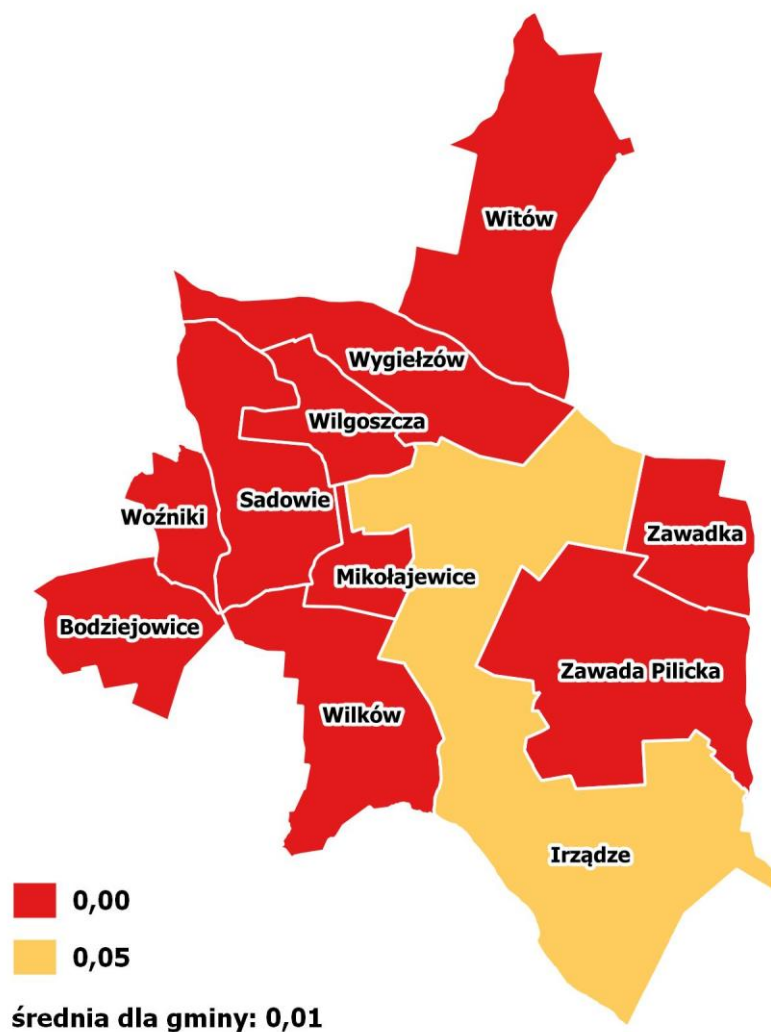 Witów
Wygiełzów
Wilgoszcza
Sadowie
Woźniki
Zawadka
Mikołajewice
Bodziejowice
Zawada Pilicka
Wilków
Irządze
0,00
0,05
średnia dla gminy: 0,01